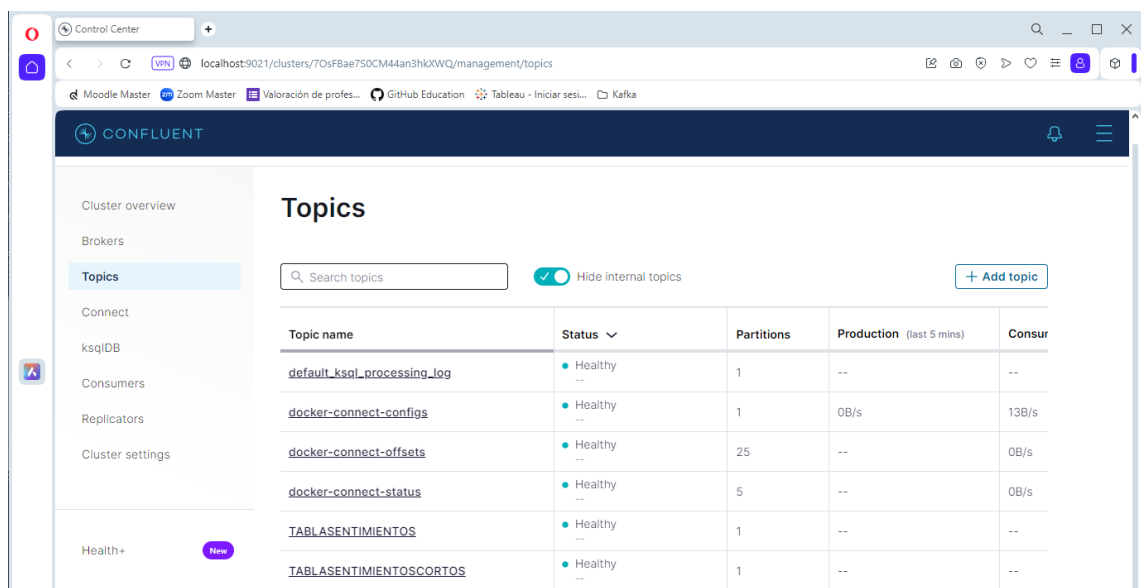 Control Center
VPN localhost:9021/clusters/7OsFBae7S0CM44an3hkXWQ/management/topics
Moodle Master zm Zoom Master Valoración de profes... GitHub Education Tableau - Iniciar sesi... Kafka
CONFLUENT
Cluster overview
Brokers
Topics
Connect
ksqlDB
Consumers
Replicators
Cluster settings
Health+ New
Topics
Search topics Hide internal topics + Add topic
Topic name Status Partitions Production (last 5 mins) Consur
default_ksql_processing_log Healthy 1 -- --
--
docker-connect-configs Healthy 1 0B/s 13B/s
--
docker-connect-offsets Healthy 25 -- 0B/s
--
docker-connect-status Healthy 5 -- 0B/s
--
TABLASENTIMIENTOS Healthy 1 -- --
--
TABLASENTIMIENTOSCORTOS Healthy 1 -- --
--